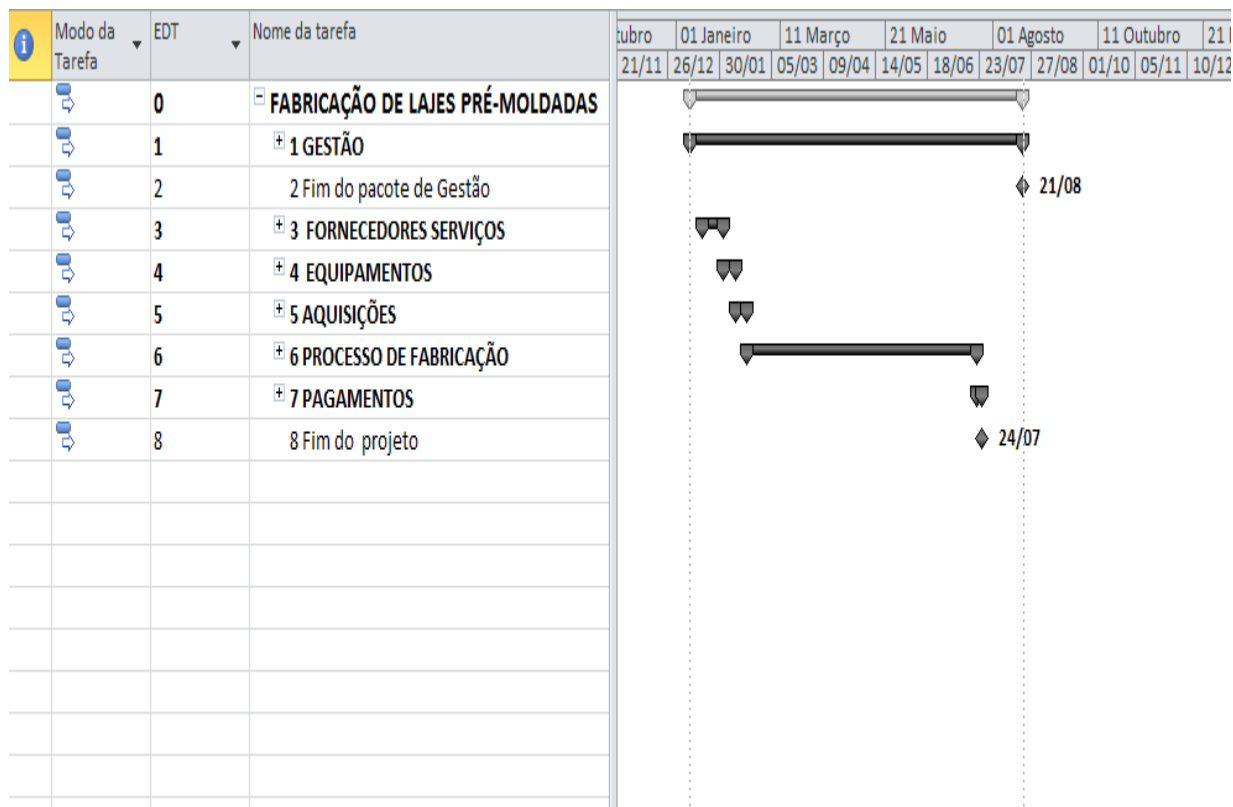 Modo da Tarefa EDT Nome da tarefa
tubro 01 Janeiro 11 Março 21 Maio 01 Agosto 11 Outubro 21
21/11 26/12 30/01 05/03 09/04 14/05 18/06 23/07 27/08 01/10 05/11 10/12
0 FABRICAÇÃO DE LAJES PRÉ-MOLDADAS
1 1 GESTÃO
2 2 Fim do pacote de Gestão 21/08
3 3 FORNECEDORES SERVIÇOS
4 4 EQUIPAMENTOS
5 5 AQUISIÇÕES
6 6 PROCESSO DE FABRICAÇÃO
7 7 PAGAMENTOS
8 8 Fim do projeto 24/07